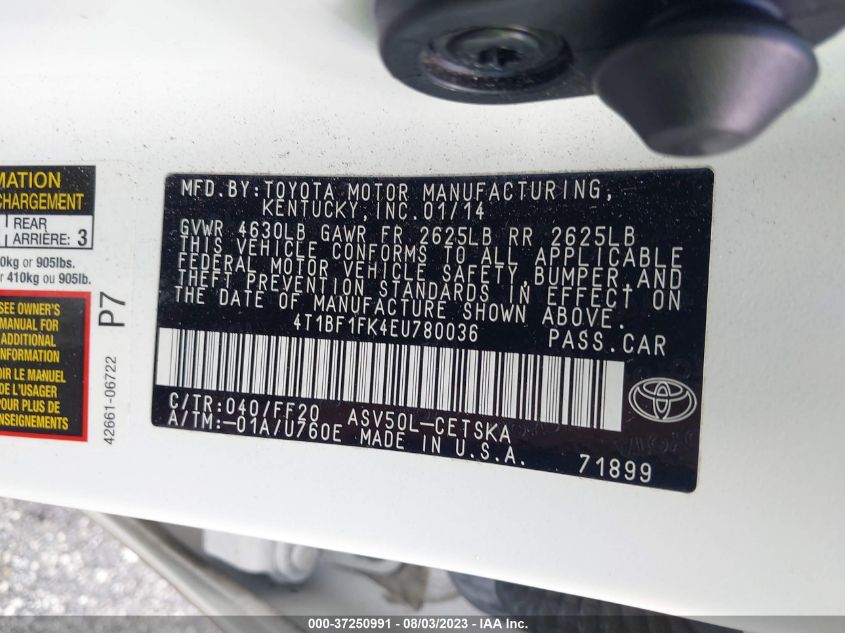 MFD.BY:TOYOTA MOTOR MANUFACTURING,
KENTUCKY,INC.01/14
GVWR 4630LB GAWR FR 2625LB RR 2625LB
THIS VEHICLE CONFORMS TO ALL APPLICABLE
FEDERAL MOTOR VEHICLE SAFETY,BUMPER,AND
THEFT PREVENTION STANDARDS IN EFFECT ON
THE DATE OF MANUFACTURE SHOWN ABOVE.
4T1BF1FK4EU780036 PASS.CAR
C/TR:040/FF20 ASV50L-CETSKA
A/TM:-01A/U760E MADE IN U.S.A. 71899
MATION
CHARGEMENT
REAR
ARRIÈRE: 3
0kg or 905lbs.
r 410kg ou 905lb.
SEE OWNER'S
MANUAL FOR
ADDITIONAL
INFORMATION
OIR LE MANUEL
DE L'USAGER
POUR PLUS DE
NSEIGNEMENTS
42661-06722 P7
000-37250991 - 08/03/2023 - IAA Inc.